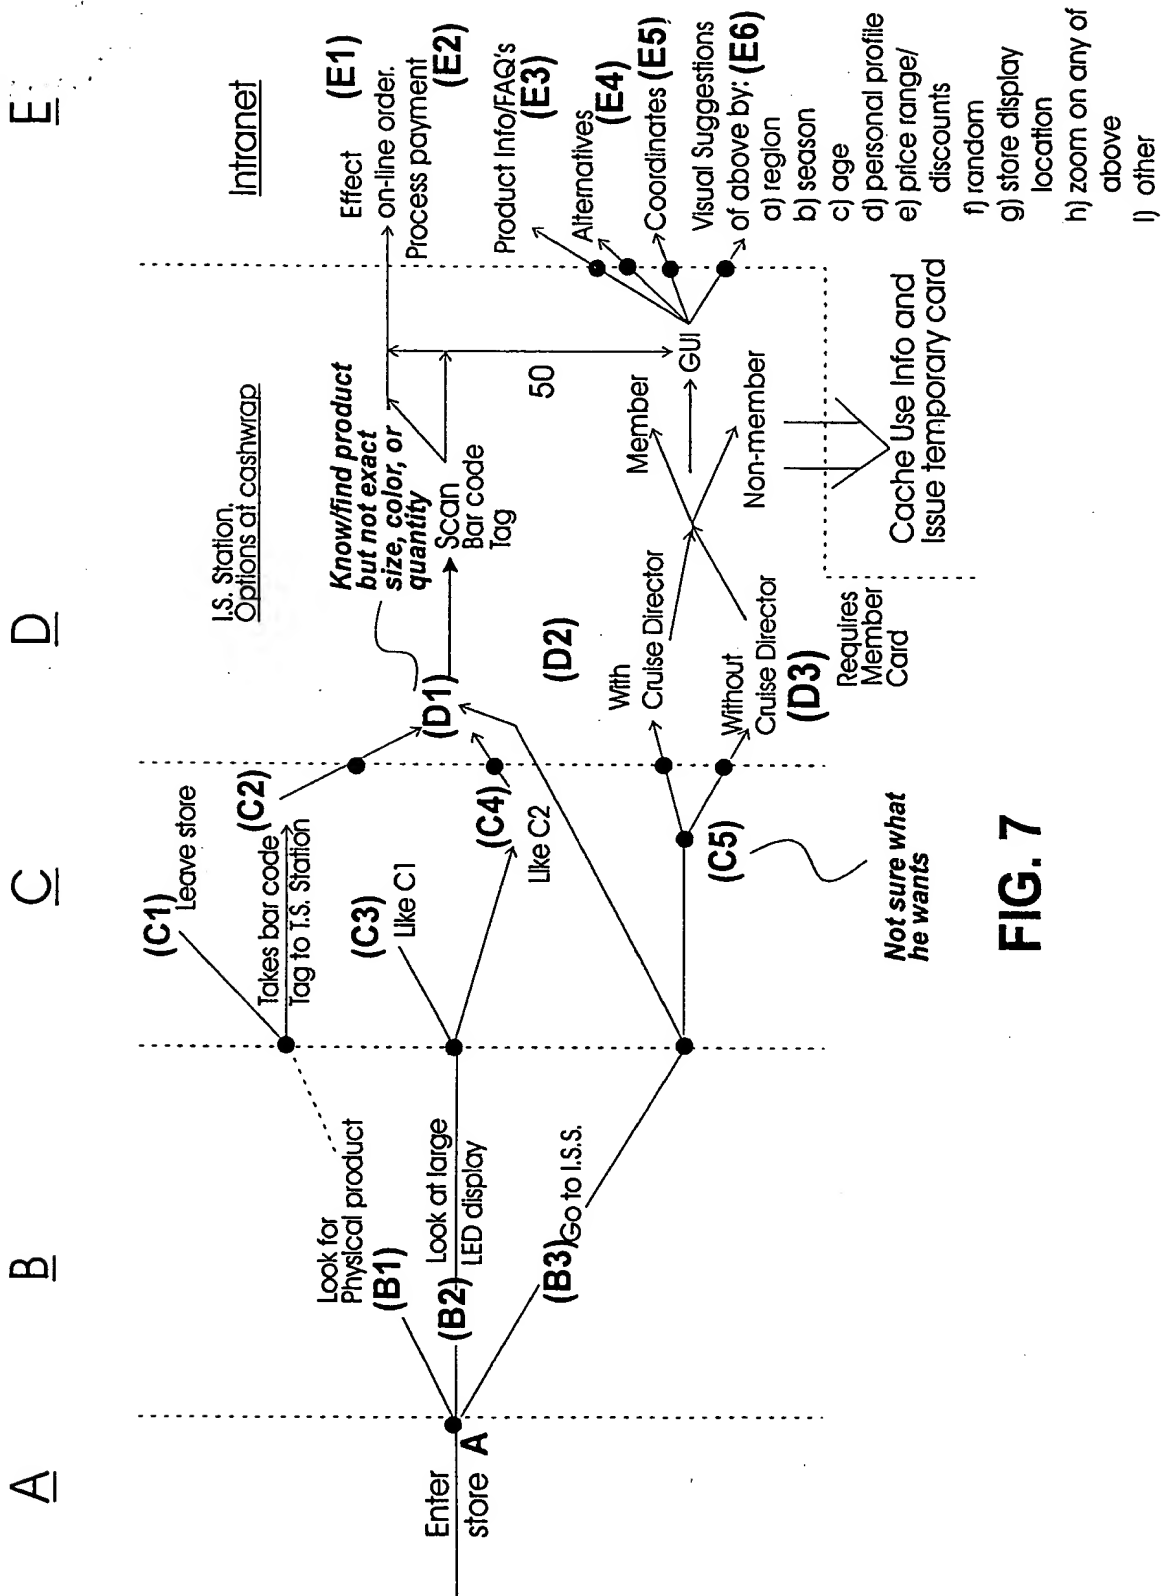 A
B
C
D
E
I.S. Station.
Options at cashwrap
Intranet
Enter
store A
Look for
Physical product
(B1)
(B2)
Look at large
LED display
(B3)
Go to I.S.S.
(C1)
Leave store
Takes bar code
Tag to T.S. Station
(C2)
(C3)
Like C1
(C4)
Like C2
(C5)
Not sure what
he wants
(D1)
Know/find product
but not exact
size, color, or
quantity
Scan
Bar code
Tag
(D2)
With
Cruise Director
Without
Cruise Director
(D3)
Requires
Member
Card
Member
Non-member
GUI
50
Cache Use Info and
Issue temporary card
Effect (E1)
on-line order.
Process payment
(E2)
Product Info/FAQ's
(E3)
Alternatives
(E4)
Coordinates (E5)
Visual Suggestions
of above by: (E6)
a) region
b) season
c) age
d) personal profile
e) price range/
discounts
f) random
g) store display
location
h) zoom on any of
above
I) other
FIG. 7